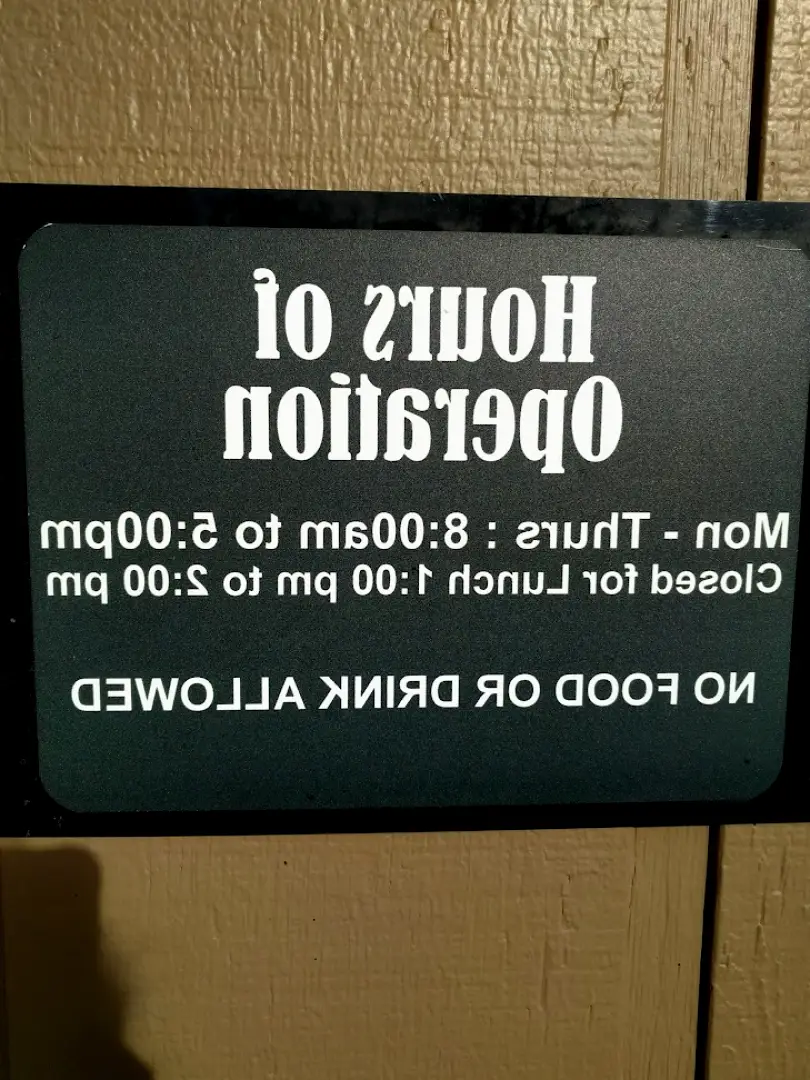 Hours of
Operation
Mon - Thurs : 8:00am to 5:00pm
Closed for Lunch 1:00 pm to 2:00 pm
NO FOOD OR DRINK ALLOWED